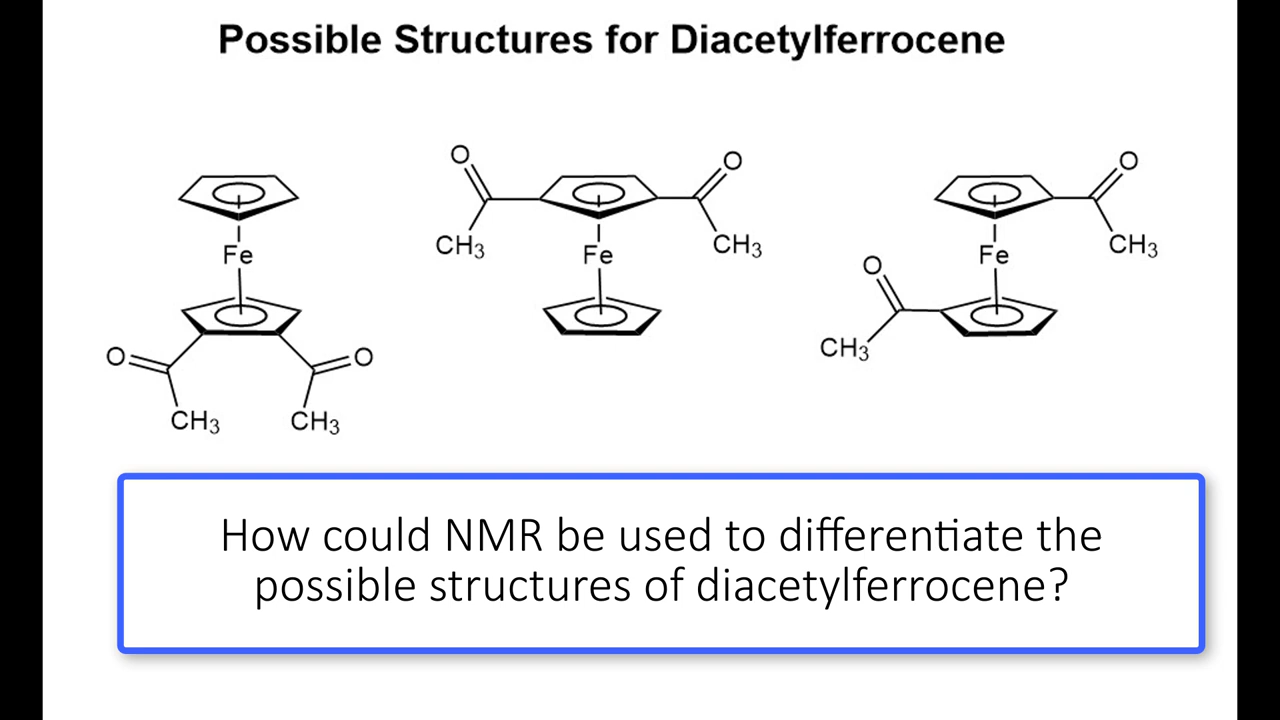 Possible Structures for Diacetylferrocene
O
CH3
O
CH3
O
CH3
Fe
Fe
Fe
O
O
O
CH3
CH3
CH3
How could NMR be used to differentiate the
possible structures of diacetylferrocene?